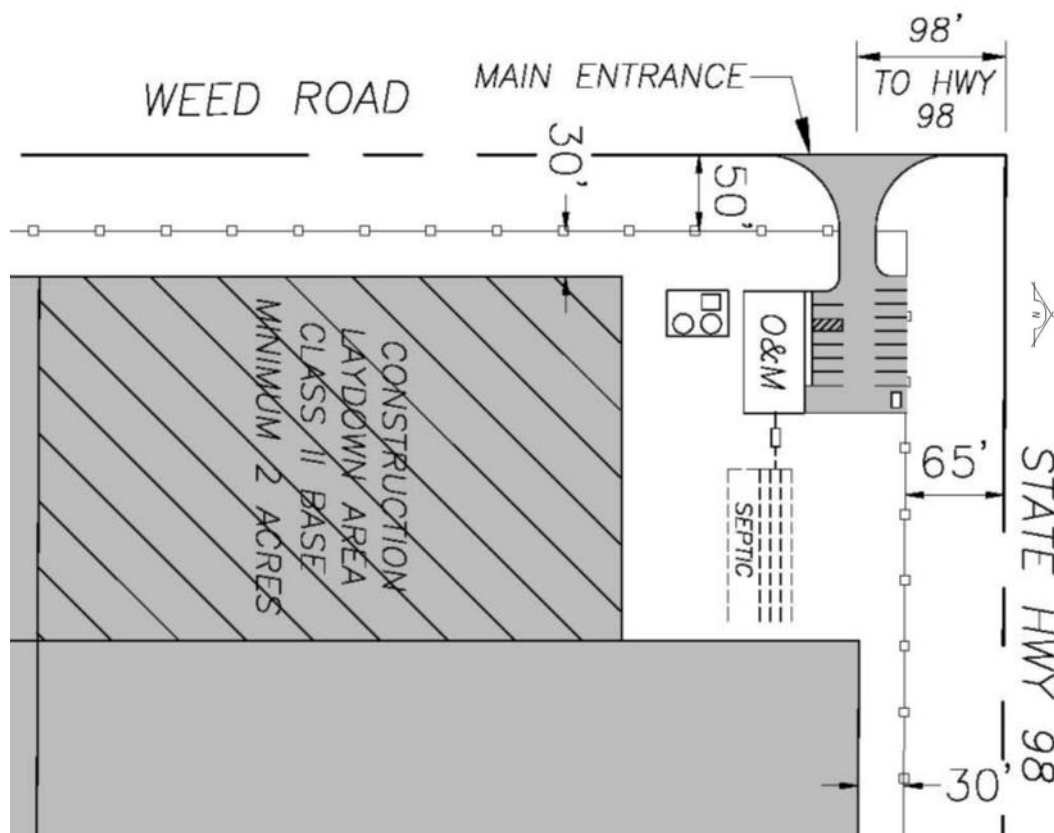 98'
TO HWY
98
MAIN ENTRANCE
WEED ROAD
30'
50'
N
O&M
CONSTRUCTION
LAYDOWN AREA
CLASS II BASE
MINIMUM 2 ACRES
65'
SEPTIC
STATE HWY 98
30'